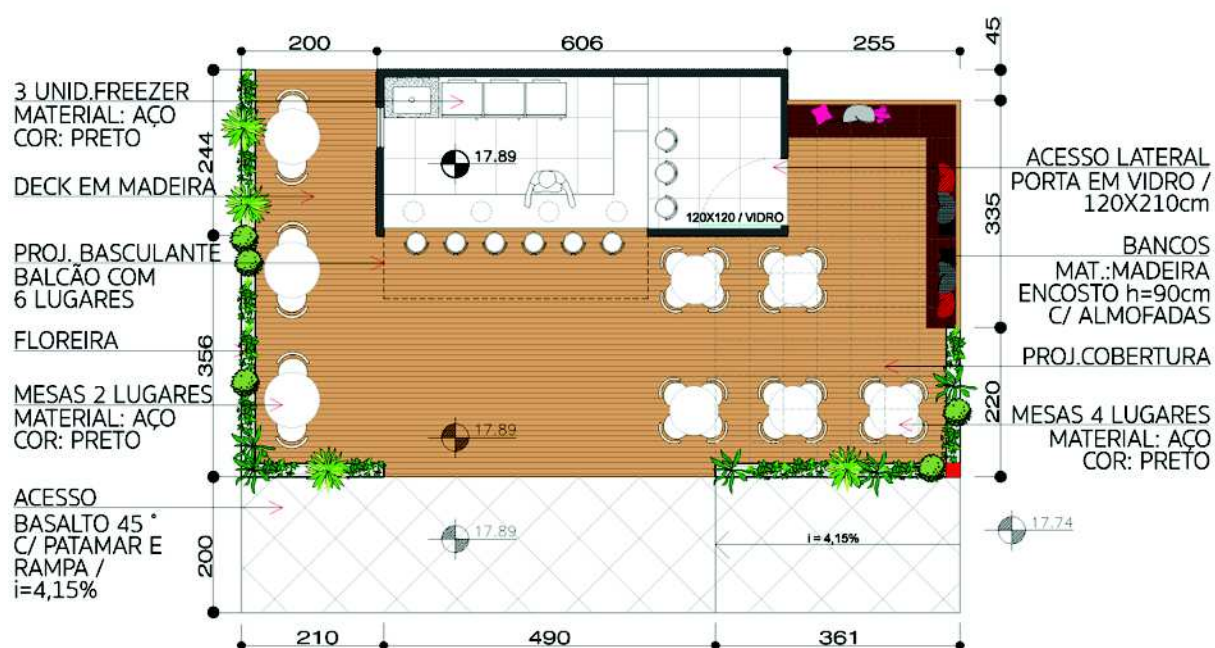 200
606
255
45
3 UNID.FREEZER
MATERIAL: AÇO
COR: PRETO
244
DECK EM MADEIRA
PROJ. BASCULANTE
BALCÃO COM
6 LUGARES
FLOREIRA
356
MESAS 2 LUGARES
MATERIAL: AÇO
COR: PRETO
ACESSO
BASALTO 45 °
C/ PATAMAR E
RAMPA /
i=4,15%
200
17.89
120X120 / VIDRO
17.89
17.89
i = 4,15%
ACESSO LATERAL
PORTA EM VIDRO /
120X210cm
335
BANCOS
MAT.:MADEIRA
ENCOSTO h=90cm
C/ ALMOFADAS
PROJ.COBERTURA
220
MESAS 4 LUGARES
MATERIAL: AÇO
COR: PRETO
17.74
210
490
361